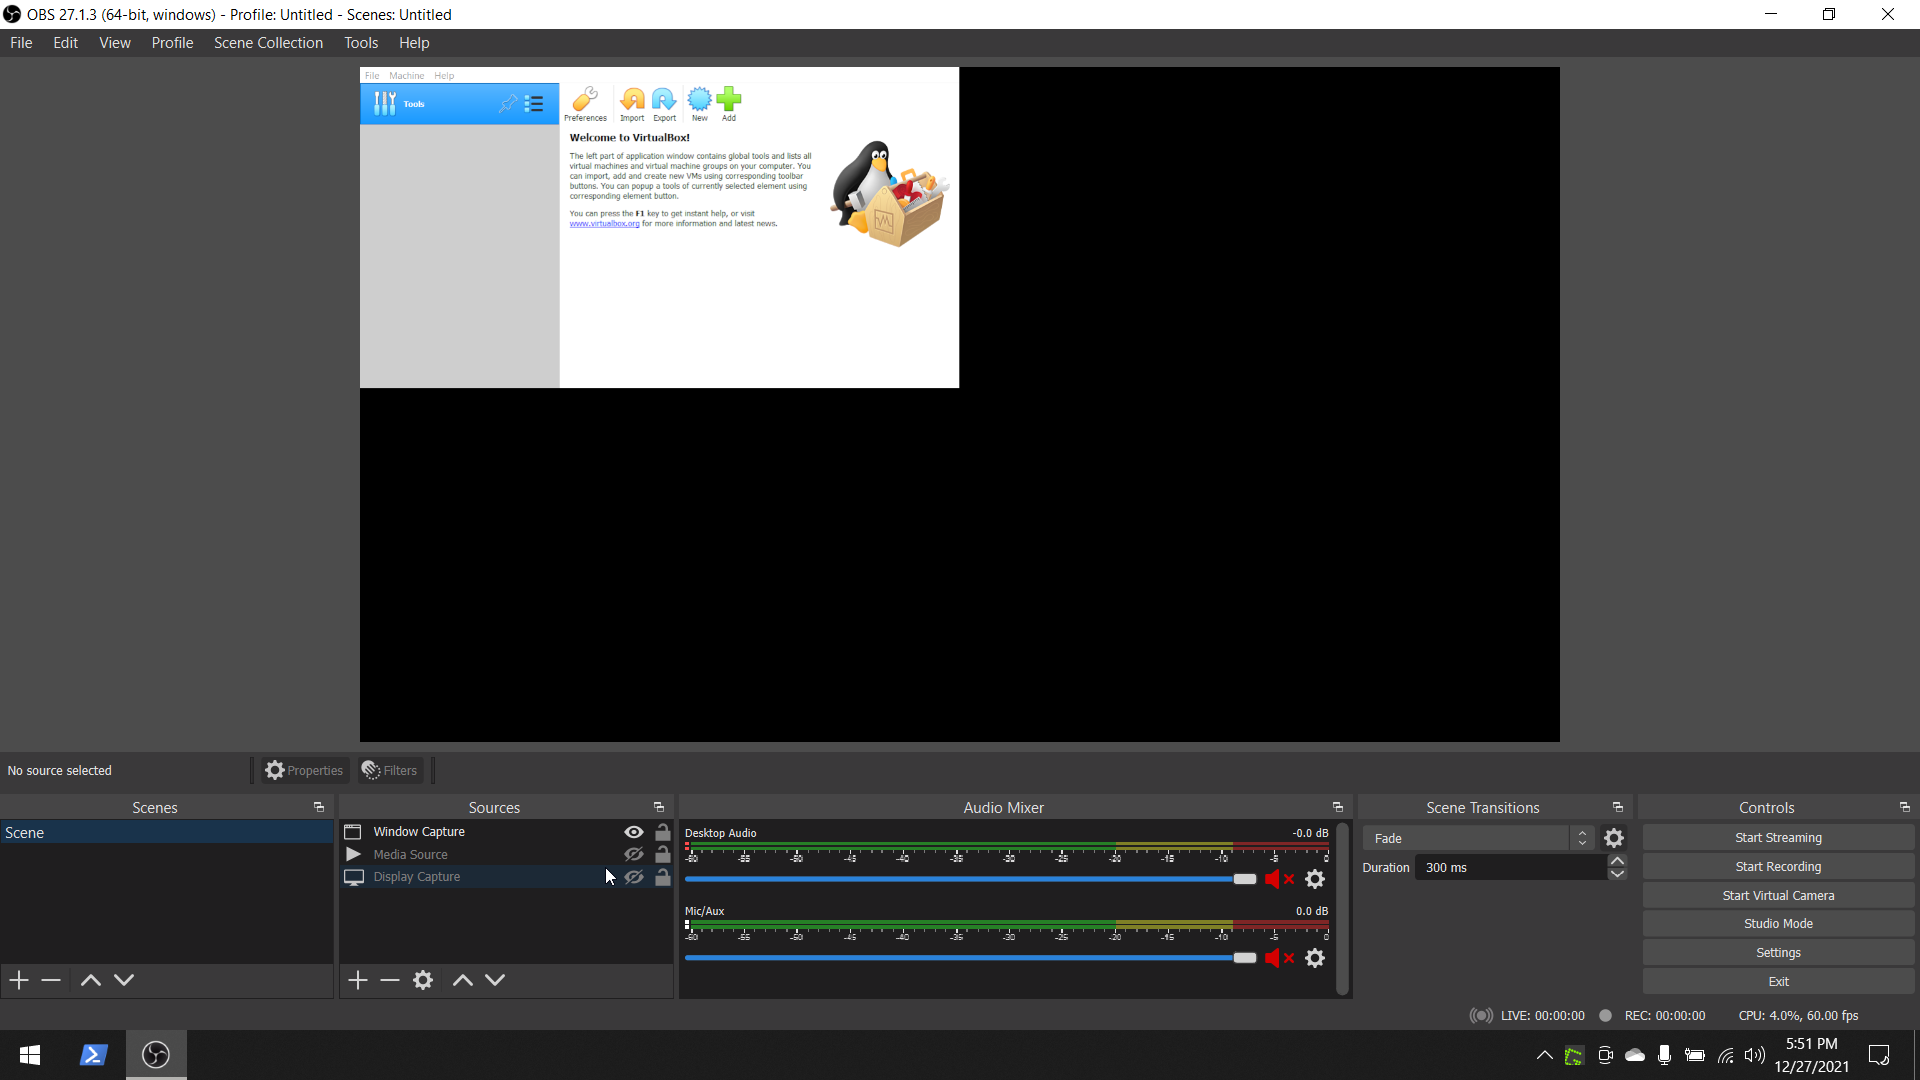 OBS 27.1.3 (64-bit, windows) - Profile: Untitled - Scenes: Untitled
File Edit View Profile Scene Collection Tools Help
File Machine Help
Tools
Preferences Import Export New Add
Welcome to VirtualBox!
The left part of application window contains global tools and lists all
virtual machines and virtual machine groups on your computer. You
can import, add and create new VMs using corresponding toolbar
buttons. You can popup a tools of currently selected element using
corresponding element button.
You can press the F1 key to get instant help, or visit
www.virtualbox.org for more information and latest news.
No source selected
Properties
Filters
Scenes
Scene
Sources
Window Capture
Media Source
Display Capture
Audio Mixer
Desktop Audio -0.0 dB
-60 -55 -50 -45 -40 -35 -30 -25 -20 -15 -10 -5 0
Mic/Aux 0.0 dB
-60 -55 -50 -45 -40 -35 -30 -25 -20 -15 -10 -5 0
Scene Transitions
Fade
Duration 300 ms
Controls
Start Streaming
Start Recording
Start Virtual Camera
Studio Mode
Settings
Exit
LIVE: 00:00:00 REC: 00:00:00 CPU: 4.0%, 60.00 fps
5:51 PM
12/27/2021